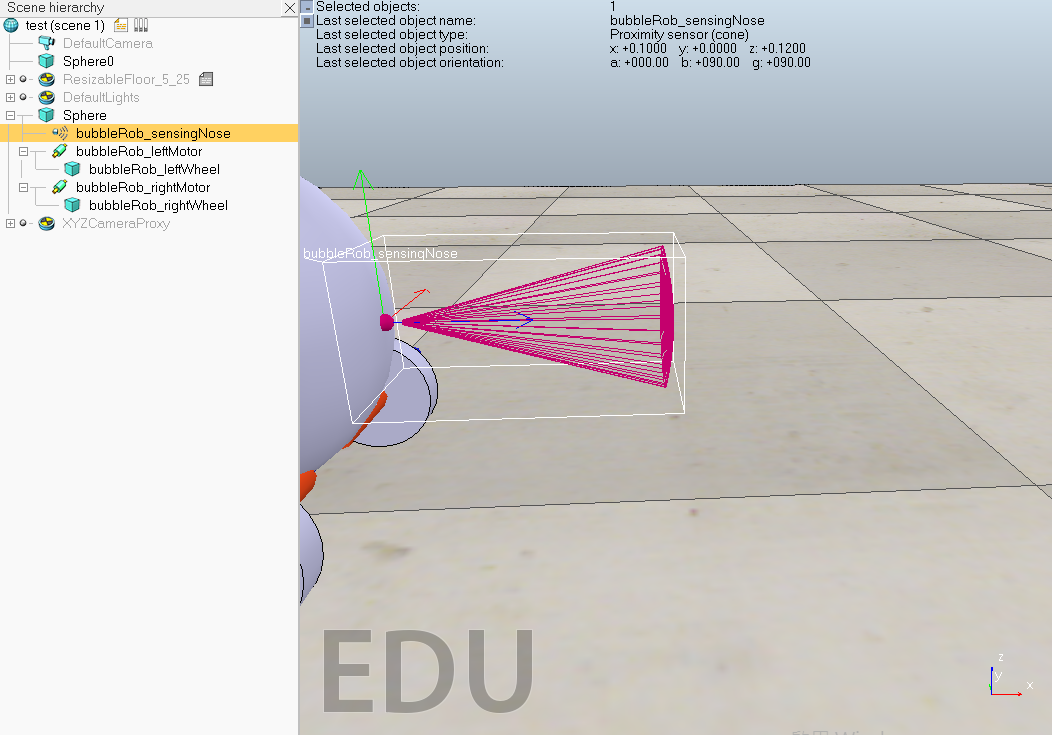 Scene hierarchy
test (scene 1)
DefaultCamera
Sphere0
ResizableFloor_5_25
DefaultLights
Sphere
bubbleRob_sensingNose
bubbleRob_leftMotor
bubbleRob_leftWheel
bubbleRob_rightMotor
bubbleRob_rightWheel
XYZCameraProxy
Selected objects: 1
Last selected object name: bubbleRob_sensingNose
Last selected object type: Proximity sensor (cone)
Last selected object position: x: +0.1000 y: +0.0000 z: +0.1200
Last selected object orientation: a: +000.00 b: +090.00 g: +090.00
bubbleRob_sensingNose
EDU
z
y
x